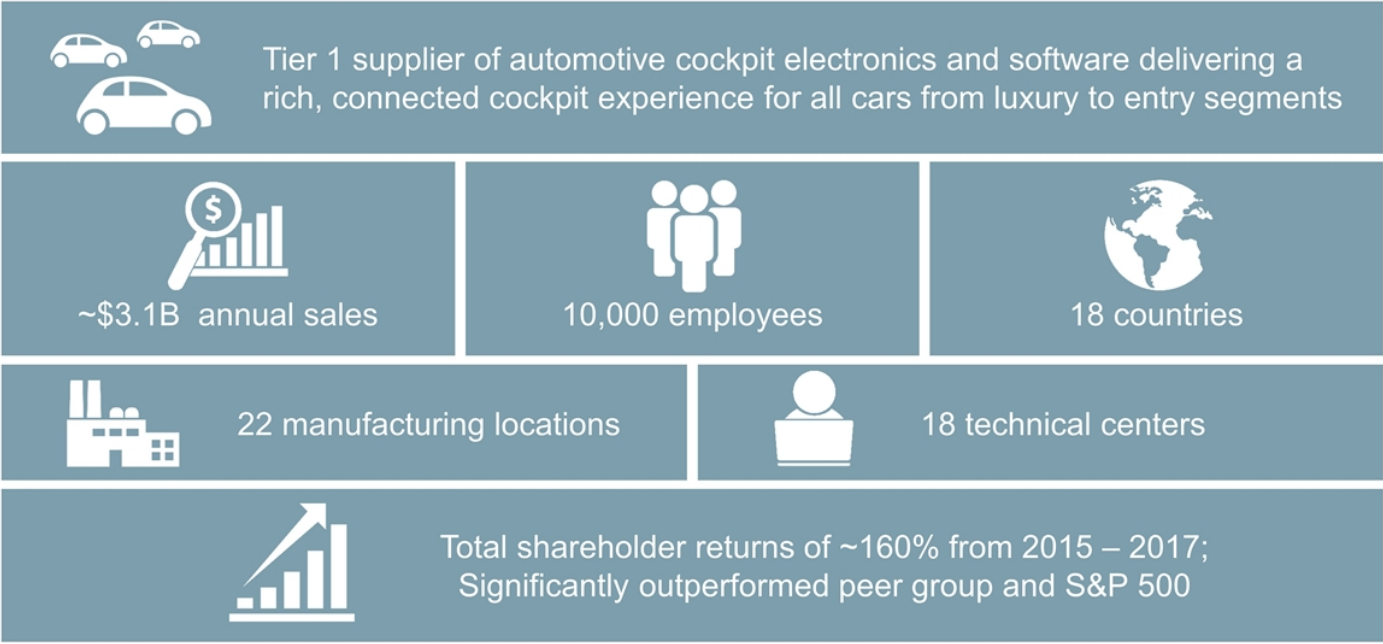 Tier 1 supplier of automotive cockpit electronics and software delivering a
rich, connected cockpit experience for all cars from luxury to entry segments
$
~$3.1B annual sales
10,000 employees
18 countries
22 manufacturing locations
18 technical centers
Total shareholder returns of ~160% from 2015 – 2017;
Significantly outperformed peer group and S&P 500